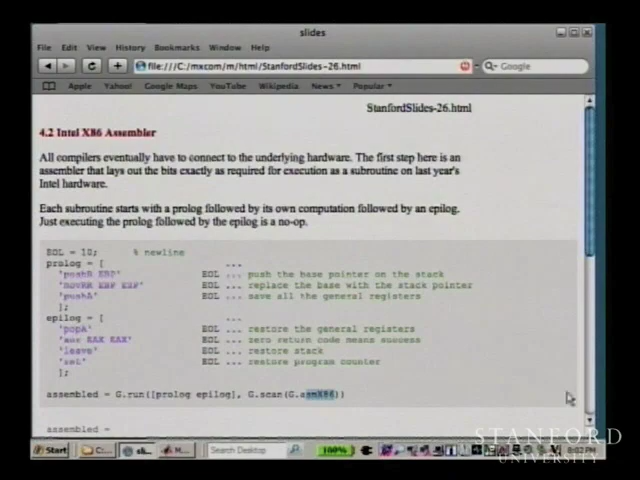 slides
File Edit View History Bookmarks Window Help
file:///C:/mxcom/m/html/StanfordSlides-26.html
Google
Apple Yahoo! Google Maps YouTube Wikipedia News Popular
StanfordSlides-26.html
4.2 Intel X86 Assembler
All compilers eventually have to connect to the underlying hardware. The first step here is an
assembler that lays out the bits exactly as required for execution as a subroutine on last year's
Intel hardware.
Each subroutine starts with a prolog followed by its own computation followed by an epilog.
Just executing the prolog followed by the epilog is a no-op.
EOL = 10; % newline
prolog = [ ...
'pushR EBP' EOL ... push the base pointer on the stack
'movRR EBP ESP' EOL ... replace the base with the stack pointer
'pushA' EOL ... save all the general registers
];
epilog = [ ...
'popA' EOL ... restore the general registers
'xor EAX EAX' EOL ... zero return code means success
'leave' EOL ... restore stack
'ret' EOL ... restore program counter
];
assembled = G.run([prolog epilog], G.scan(G.asmX86))
assembled =
Start C:... sli... M... Search Desktop 100% 8:02 PM
STANFORD
UNIVERSITY